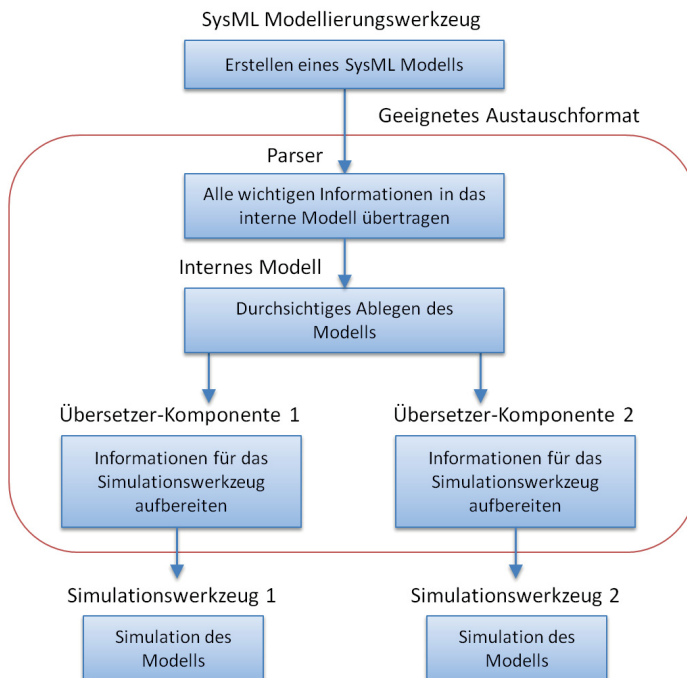 SysML Modellierungswerkzeug
Erstellen eines SysML Modells
Geeignetes Austauschformat
Parser
Alle wichtigen Informationen in das
interne Modell übertragen
Internes Modell
Durchsichtiges Ablegen des
Modells
Übersetzer-Komponente 1
Übersetzer-Komponente 2
Informationen für das
Simulationswerkzeug
aufbereiten
Informationen für das
Simulationswerkzeug
aufbereiten
Simulationswerkzeug 1
Simulationswerkzeug 2
Simulation des
Modells
Simulation des
Modells